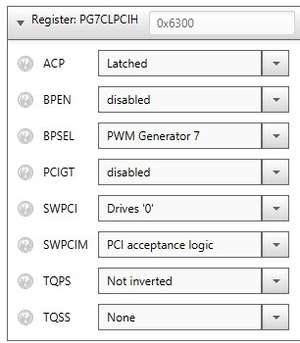 Register: PG7CLPCIH 0x6300
ACP Latched
BPEN disabled
BPSEL PWM Generator 7
PCIGT disabled
SWPCI Drives '0'
SWPCIM PCI acceptance logic
TQPS Not inverted
TQSS None